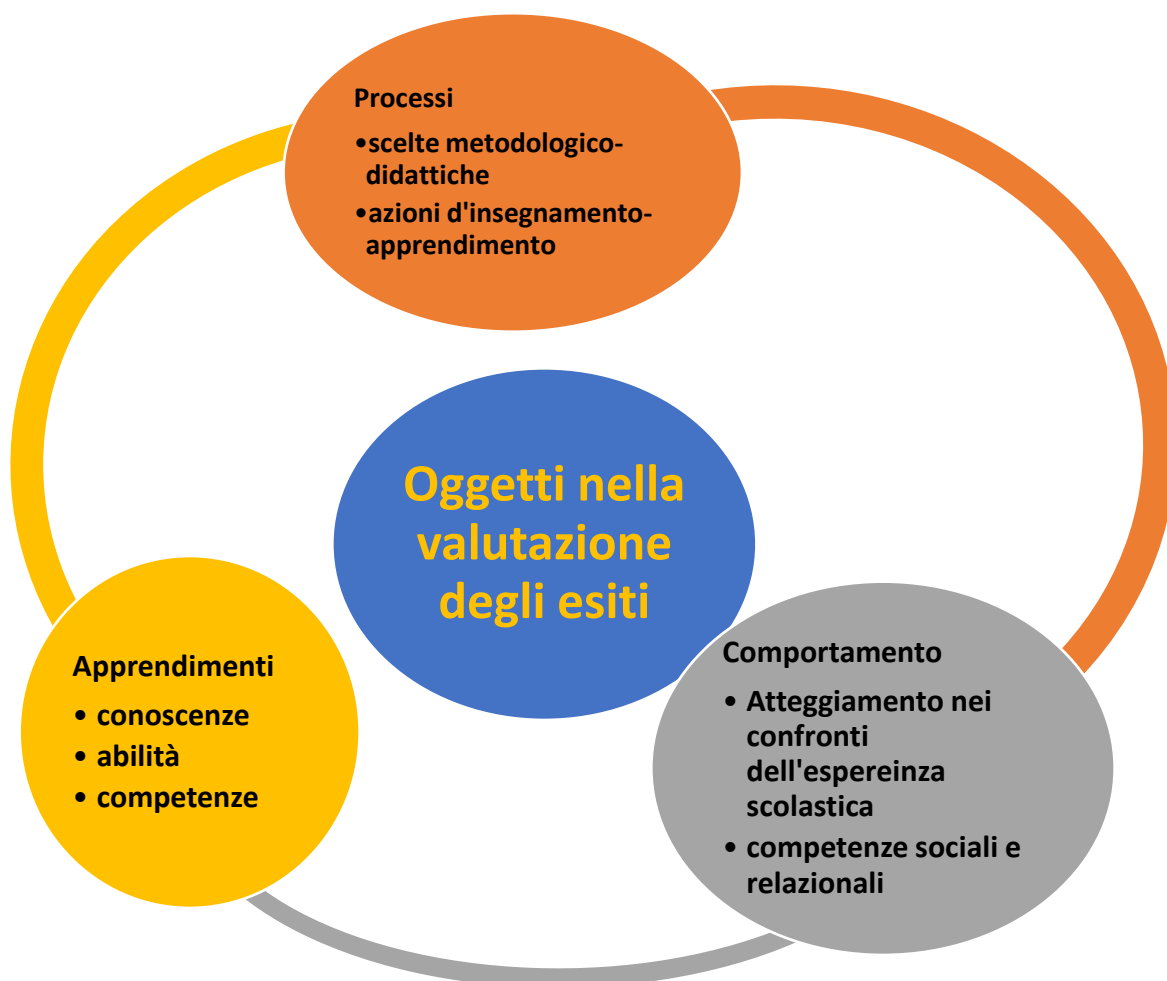 Processi
•scelte metodologico-
didattiche
•azioni d'insegnamento-
apprendimento
Oggetti nella
valutazione
degli esiti
Apprendimenti
• conoscenze
• abilità
• competenze
Comportamento
• Atteggiamento nei
confronti
dell'espereinza
scolastica
• competenze sociali e
relazionali